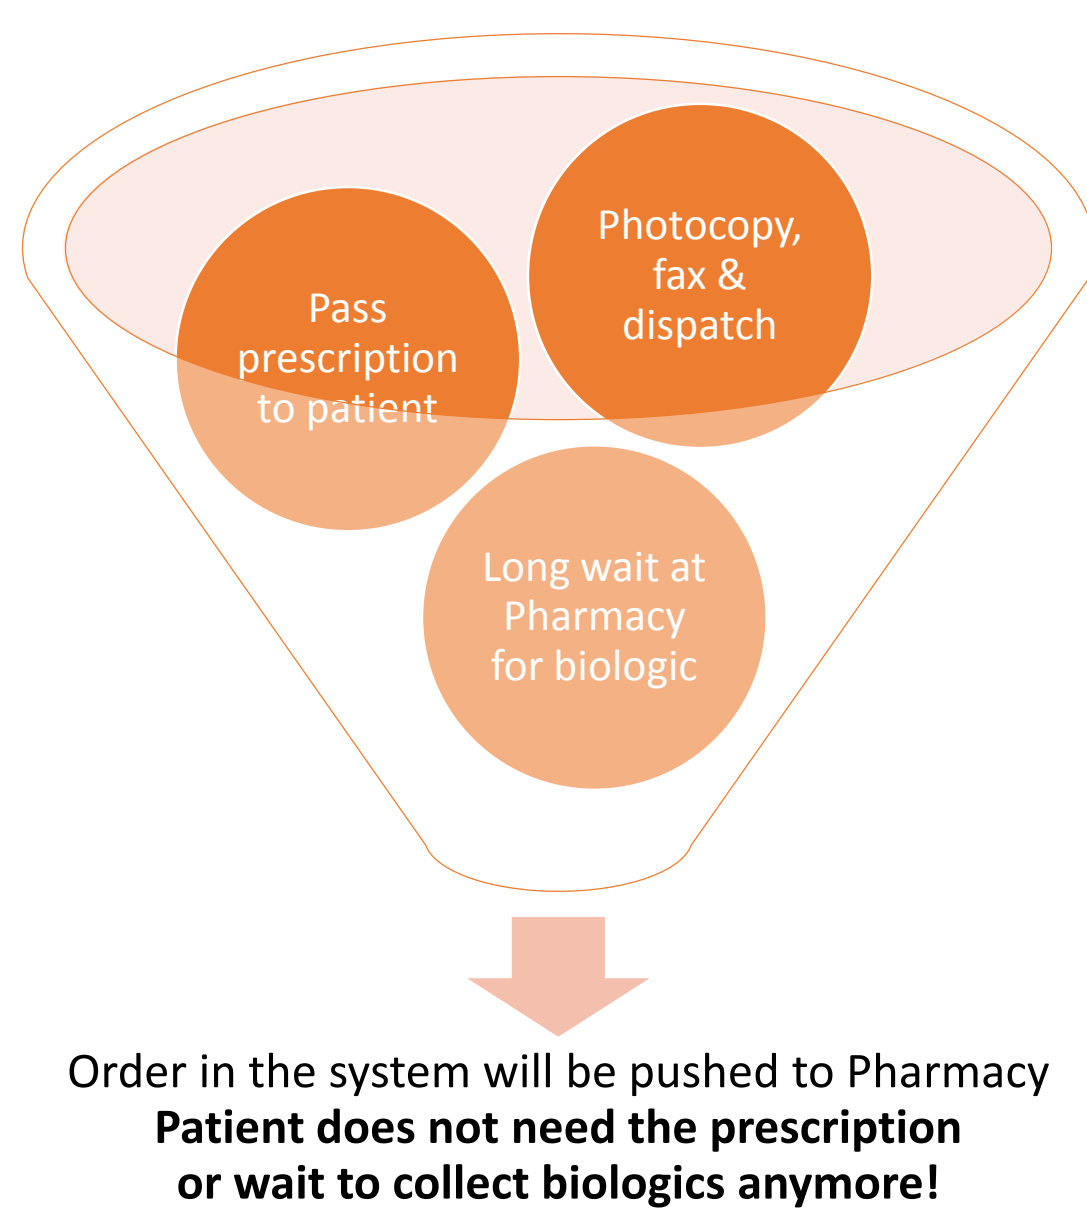 Photocopy,
fax &
dispatch
Pass
prescription
to patient
Long wait at
Pharmacy
for biologic
Order in the system will be pushed to Pharmacy
Patient does not need the prescription
or wait to collect biologics anymore!